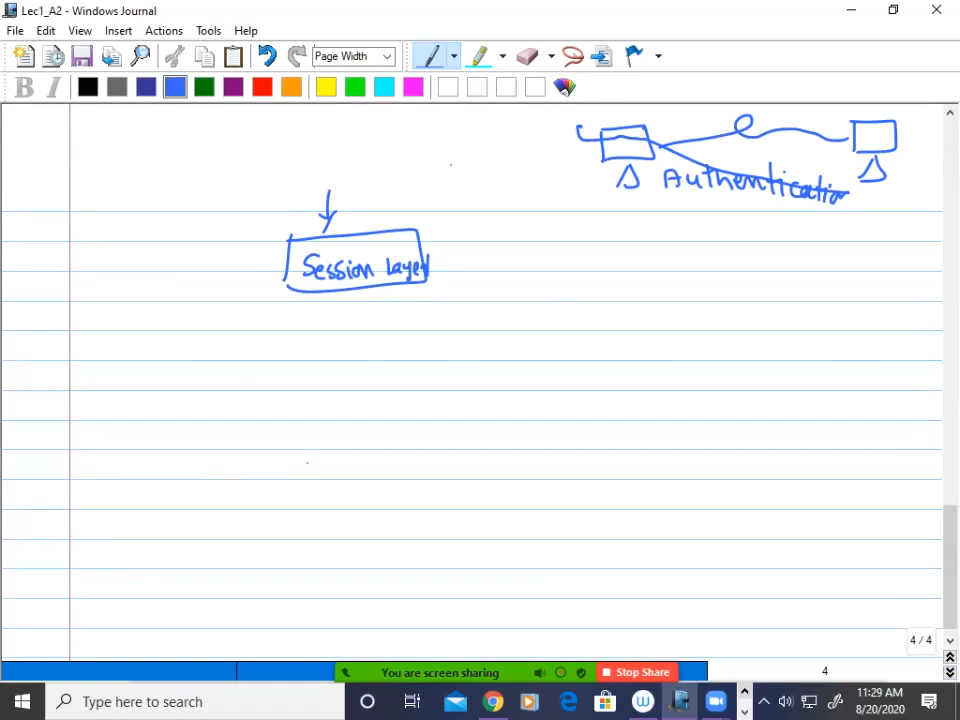 Lec1_A2 - Windows Journal
File Edit View Insert Actions Tools Help
Page Width
B I
Authentication
Session Layer
4 / 4
You are screen sharing Stop Share 4
Type here to search
11:29 AM
8/20/2020